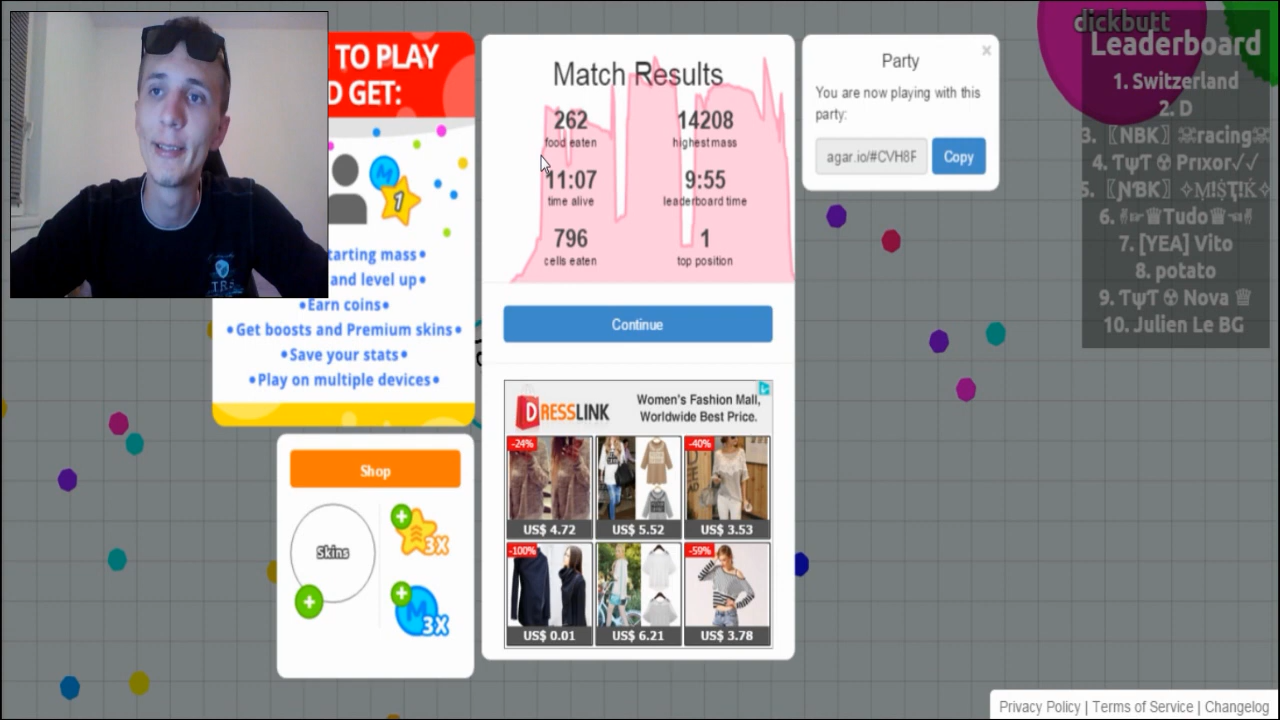 TO PLAY
D GET:
1
tarting mass•
and level up•
•Earn coins•
•Get boosts and Premium skins•
•Save your stats•
•Play on multiple devices•
Shop
Skins
3X
M
3X
Match Results
262
food eaten
14208
highest mass
11:07
time alive
9:55
leaderboard time
796
cells eaten
1
top position
Continue
DRESSLINK
Women's Fashion Mall,
Worldwide Best Price.
-24%
-40%
US$ 4.72
US$ 5.52
US$ 3.53
-100%
-59%
US$ 0.01
US$ 6.21
US$ 3.78
Party
×
You are now playing with this
party:
agar.io/#CVH8F
Copy
dickbutt
Leaderboard
1. Switzerland
2. D
3. 〖NBK〗☠racing☠
4. ƬψƬ ☢ Prɪxor✓✓
6. ✌☞♕Tudo♕☜✌
7. [YEA] Vito
8. potato
9. ƬψƬ ☢ Nova ♕
10. Julien Le BG
TRS
Privacy Policy | Terms of Service | Changelog